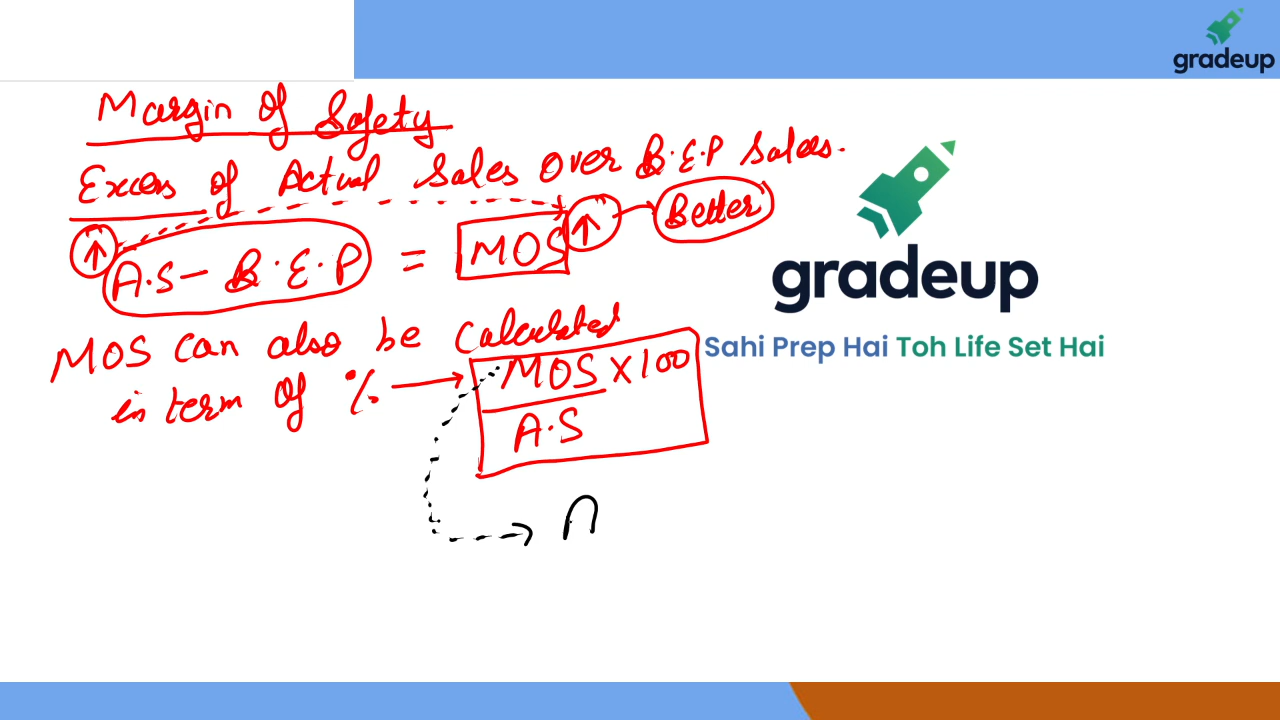 gradeup
Margin of Safety
Excess of Actual Sales Over B.E.P Sales.
↑ ↑ Better
A.S - B.E.P = MOS
gradeup
Sahi Prep Hai Toh Life Set Hai
MOS can also be Calculated
in term of % → MOS × 100
A.S